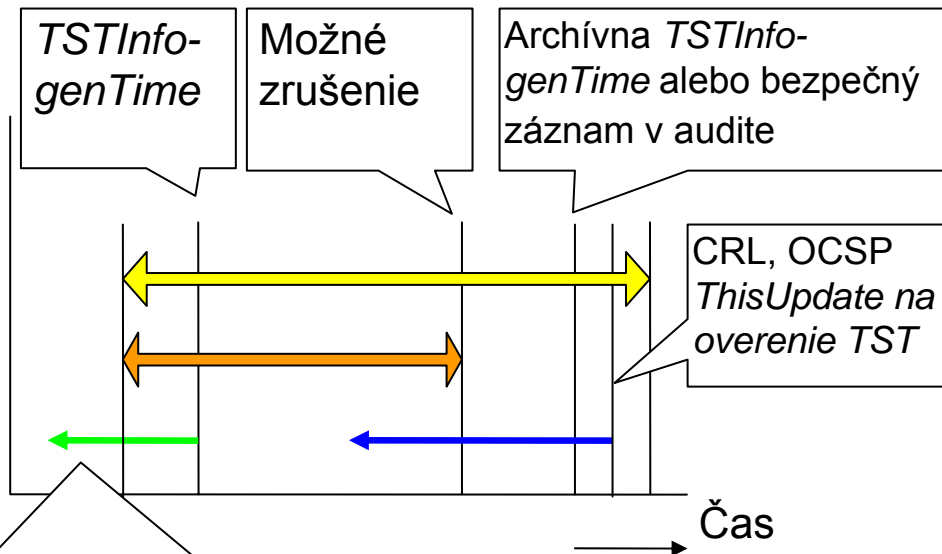 TSTInfo-
genTime
Možné
zrušenie
Archívna TSTInfo-
genTime alebo bezpečný
záznam v audite
CRL, OCSP
ThisUpdate na
overenie TST
Čas